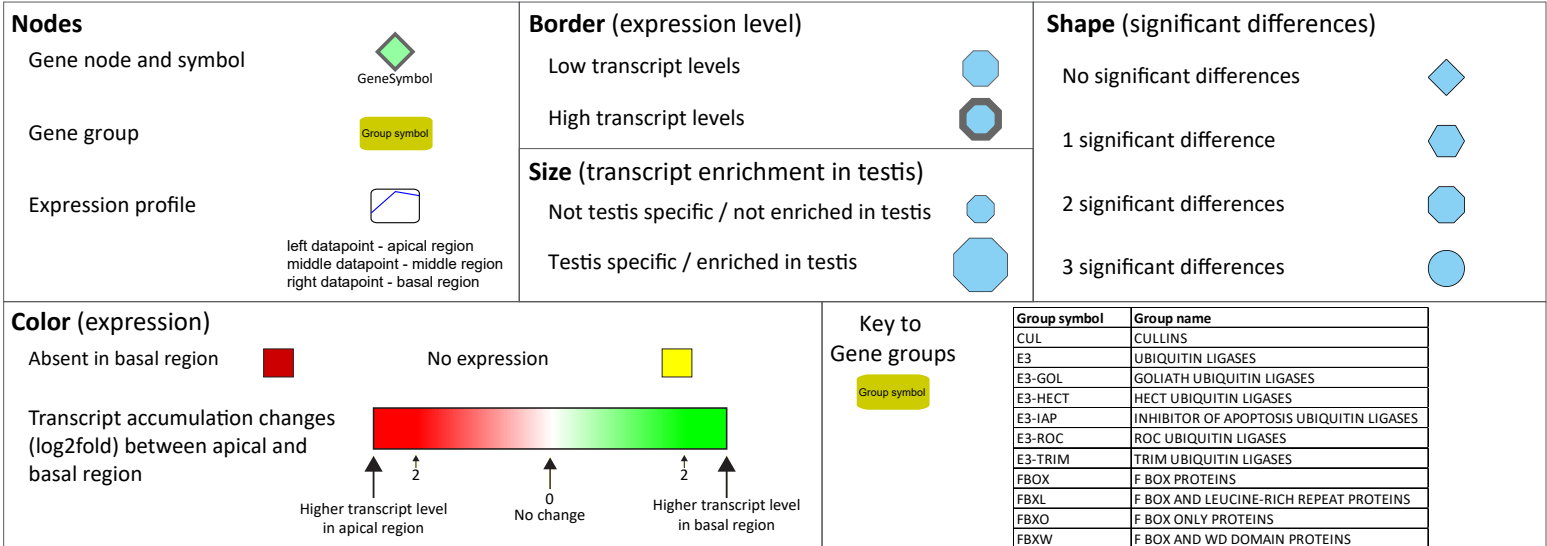 Nodes
Gene node and symbol
GeneSymbol
Gene group
Group symbol
Expression profile
left datapoint - apical region
middle datapoint - middle region
right datapoint - basal region
Border (expression level)
Low transcript levels
High transcript levels
Size (transcript enrichment in testis)
Not testis specific / not enriched in testis
Testis specific / enriched in testis
Shape (significant differences)
No significant differences
1 significant difference
2 significant differences
3 significant differences
Color (expression)
Absent in basal region
No expression
Transcript accumulation changes
(log2fold) between apical and
basal region
2
0
2
Higher transcript level
in apical region
No change
Higher transcript level
in basal region
Key to
Gene groups
Group symbol
Group symbol Group name
CUL CULLINS
E3 UBIQUITIN LIGASES
E3-GOL GOLIATH UBIQUITIN LIGASES
E3-HECT HECT UBIQUITIN LIGASES
E3-IAP INHIBITOR OF APOPTOSIS UBIQUITIN LIGASES
E3-ROC ROC UBIQUITIN LIGASES
E3-TRIM TRIM UBIQUITIN LIGASES
FBOX F BOX PROTEINS
FBXL F BOX AND LEUCINE-RICH REPEAT PROTEINS
FBXO F BOX ONLY PROTEINS
FBXW F BOX AND WD DOMAIN PROTEINS